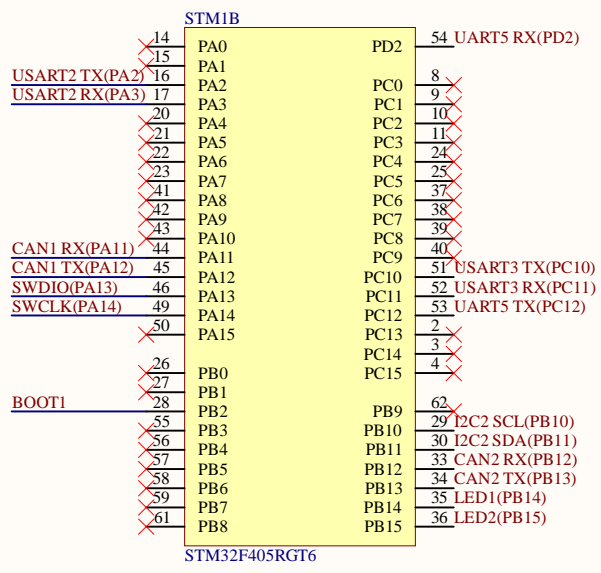 STM1B
14 PA0 PD2 54 UART5 RX(PD2)
15 PA1
USART2 TX(PA2) 16 PA2 PC0 8
USART2 RX(PA3) 17 PA3 PC1 9
20 PA4 PC2 10
21 PA5 PC3 11
22 PA6 PC4 24
23 PA7 PC5 25
41 PA8 PC6 37
42 PA9 PC7 38
43 PA10 PC8 39
CAN1 RX(PA11) 44 PA11 PC9 40
CAN1 TX(PA12) 45 PA12 PC10 51 USART3 TX(PC10)
SWDIO(PA13) 46 PA13 PC11 52 USART3 RX(PC11)
SWCLK(PA14) 49 PA14 PC12 53 UART5 TX(PC12)
50 PA15 PC13 2
PC14 3
26 PB0 PC15 4
27 PB1
BOOT1 28 PB2 PB9 62
55 PB3 PB10 29 I2C2 SCL(PB10)
56 PB4 PB11 30 I2C2 SDA(PB11)
57 PB5 PB12 33 CAN2 RX(PB12)
58 PB6 PB13 34 CAN2 TX(PB13)
59 PB7 PB14 35 LED1(PB14)
61 PB8 PB15 36 LED2(PB15)
STM32F405RGT6